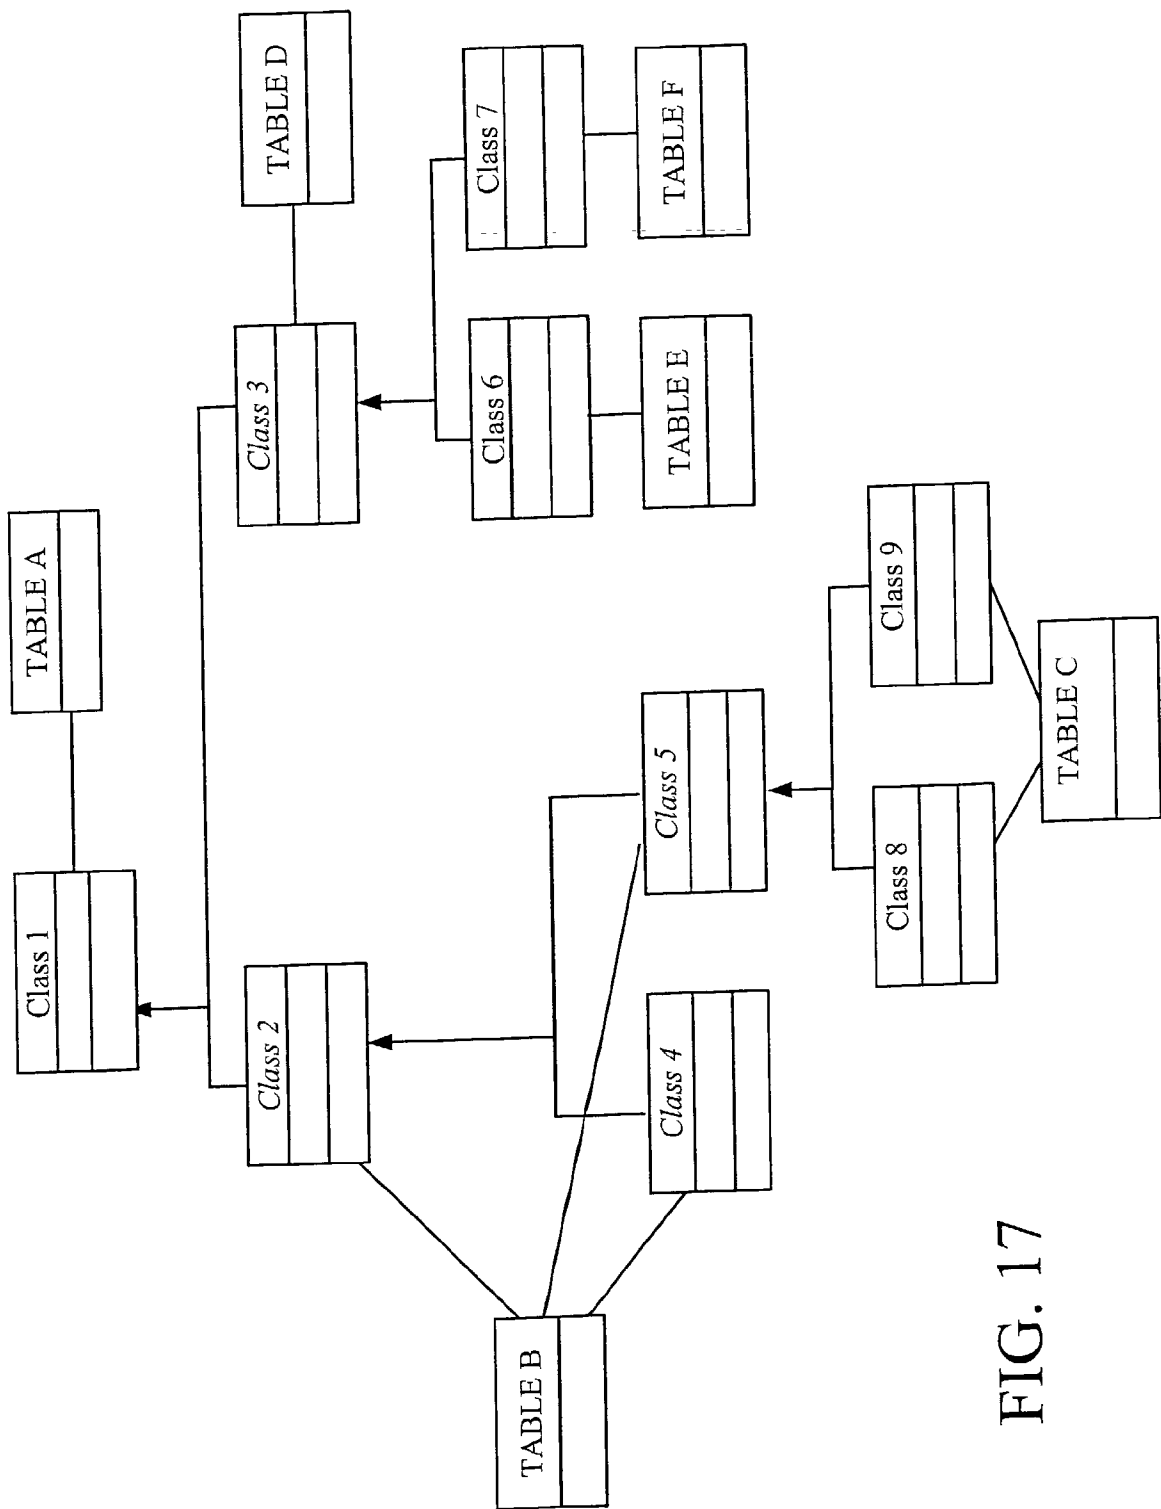 Class 1
TABLE A
Class 2
Class 3
TABLE D
TABLE B
Class 4
Class 5
Class 6
Class 7
TABLE E
TABLE F
Class 8
Class 9
TABLE C
FIG. 17